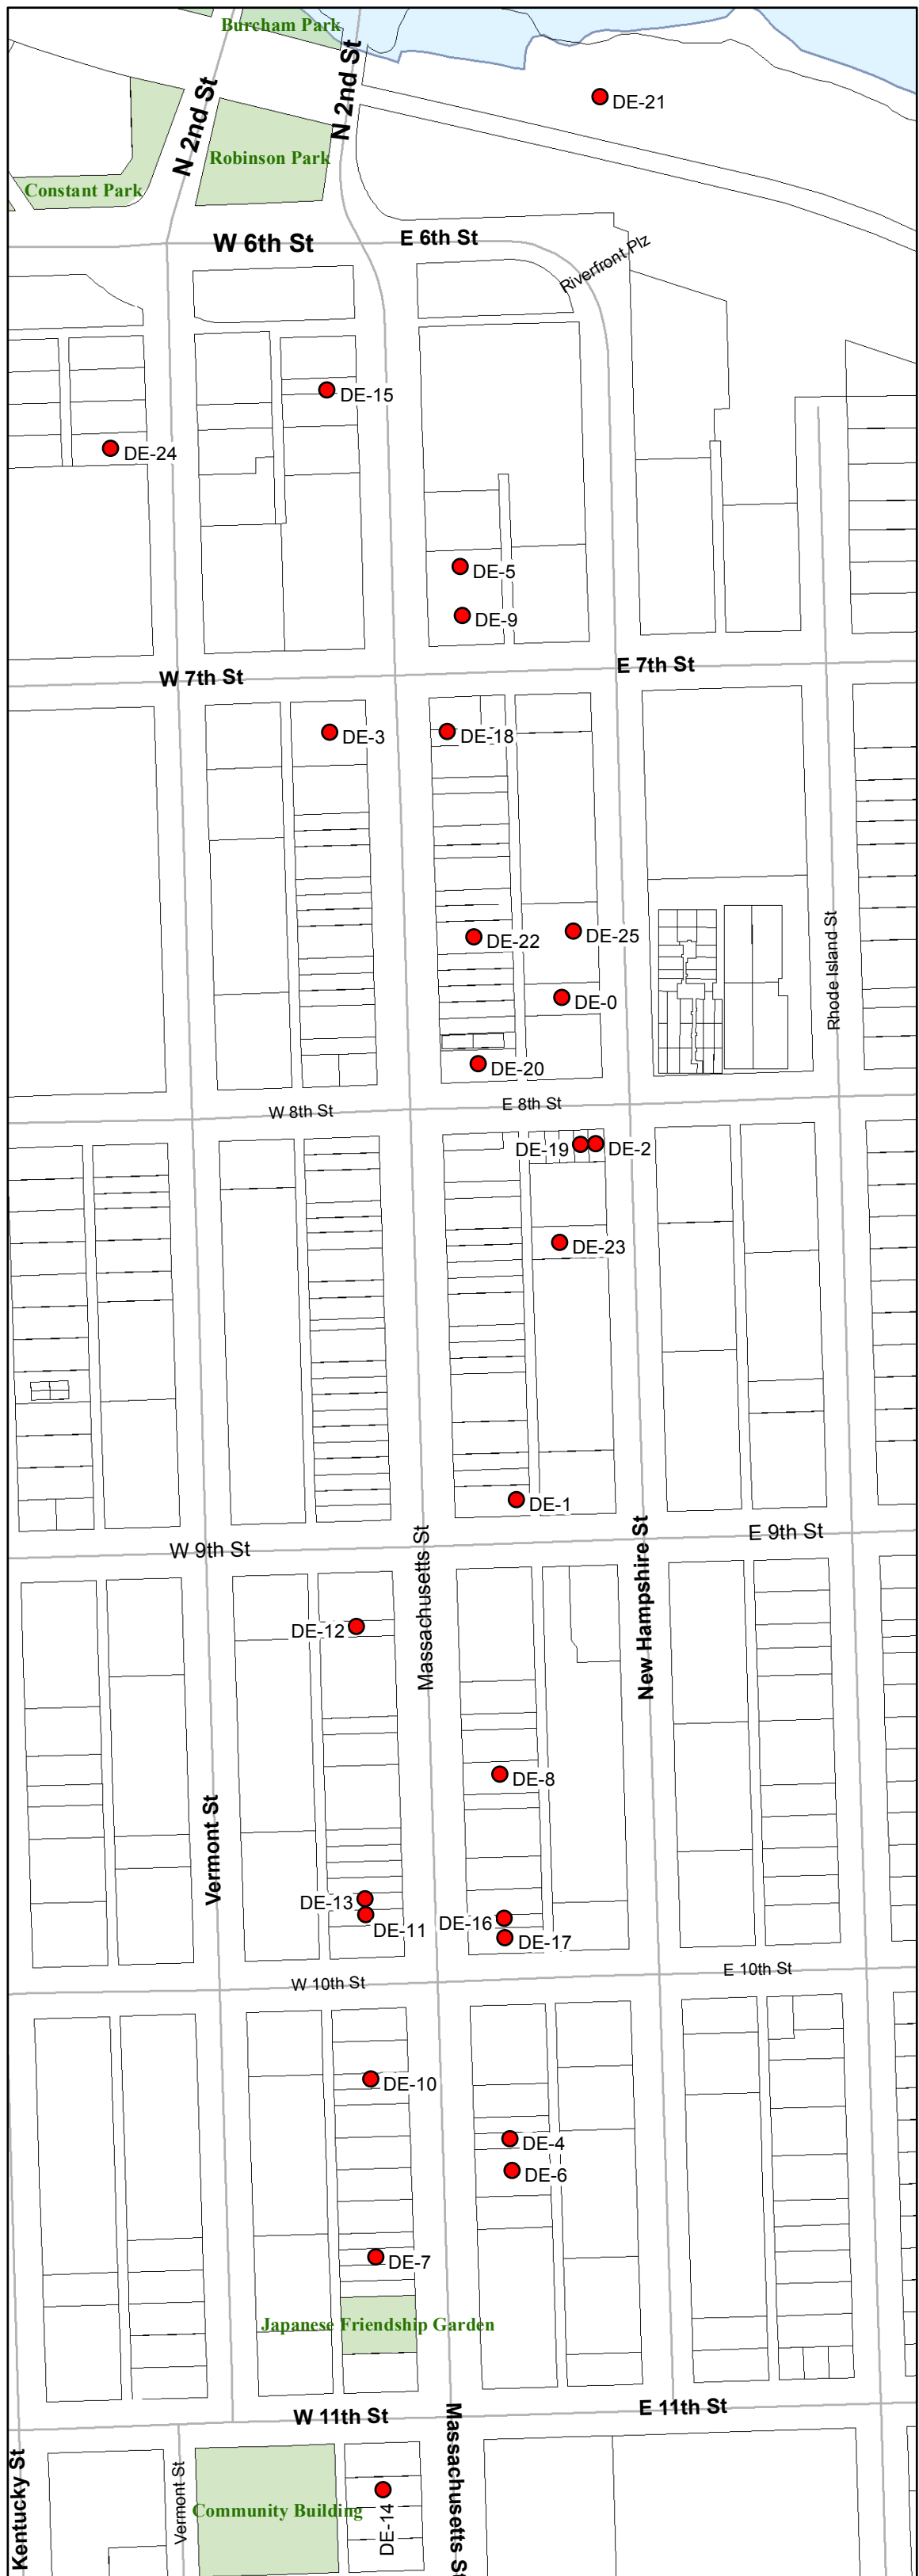 Burcham Park
N 2nd St
N 2nd St
DE-21
Robinson Park
Constant Park
W 6th St
E 6th St
Riverfront Plz
DE-15
DE-24
DE-5
DE-9
E 7th St
W 7th St
DE-3
DE-18
DE-25
DE-22
Rhode Island St
DE-0
DE-20
E 8th St
W 8th St
DE-19
DE-2
DE-23
DE-1
E 9th St
W 9th St
Massachusetts St
New Hampshire St
DE-12
DE-8
Vermont St
DE-13
DE-11
DE-16
DE-17
E 10th St
W 10th St
DE-10
DE-4
DE-6
DE-7
Japanese Friendship Garden
E 11th St
W 11th St
Massachusetts St
Kentucky St
Vermont St
Community Building
DE-14